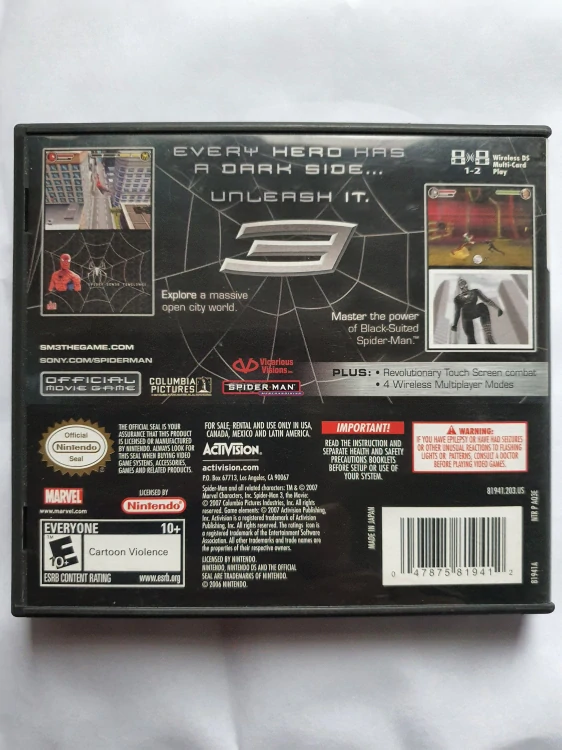 EVERY HERO HAS
A DARK SIDE...
UNLEASH IT.
3
Wireless DS
Multi-Card
Play
1-2
Explore a massive
open city world.
Master the power
of Black-Suited
Spider-Man.™
SM3THEGAME.COM
SONY.COM/SPIDERMAN
OFFICIAL
MOVIE GAME
COLUMBIA
PICTURES
Vicarious
Visions
SPIDER-MAN
MERCHANDISING
PLUS: • Revolutionary Touch Screen combat
• 4 Wireless Multiplayer Modes
Official
Nintendo
Seal
THE OFFICIAL SEAL IS YOUR
ASSURANCE THAT THIS PRODUCT
IS LICENSED OR MANUFACTURED
BY NINTENDO. ALWAYS LOOK FOR
THIS SEAL WHEN BUYING VIDEO
GAME SYSTEMS, ACCESSORIES,
GAMES AND RELATED PRODUCTS.
FOR SALE, RENTAL AND USE ONLY IN USA,
CANADA, MEXICO AND LATIN AMERICA.
ACTIVISION.
activision.com
P.O. Box 67713, Los Angeles, CA 90067
IMPORTANT!
READ THE INSTRUCTION AND
SEPARATE HEALTH AND SAFETY
PRECAUTIONS BOOKLETS
BEFORE SETUP OR USE OF
YOUR SYSTEM.
WARNING:
IF YOU HAVE EPILEPSY OR HAVE HAD SEIZURES
OR OTHER UNUSUAL REACTIONS TO FLASHING
LIGHTS OR PATTERNS, CONSULT A DOCTOR
BEFORE PLAYING VIDEO GAMES.
MARVEL
www.marvel.com
LICENSED BY
Nintendo
Spider-Man and all related characters: TM & © 2007
Marvel Characters, Inc. Spider-Man 3, the Movie:
© 2007 Columbia Pictures Industries, Inc. All rights
reserved. Game elements: © 2007 Activision Publishing,
Inc. Activision is a registered trademark of Activision
Publishing, Inc. All rights reserved. The ratings icon is
a registered trademark of the Entertainment Software
Association. All other trademarks and trade names are
the properties of their respective owners.
LICENSED BY NINTENDO.
NINTENDO, NINTENDO DS AND THE OFFICIAL
SEAL ARE TRADEMARKS OF NINTENDO.
© 2006 NINTENDO.
EVERYONE 10+
E
10+
Cartoon Violence
ESRB CONTENT RATING www.esrb.org
MADE IN JAPAN
81941.203.US
0 47875 81941 2
81941A